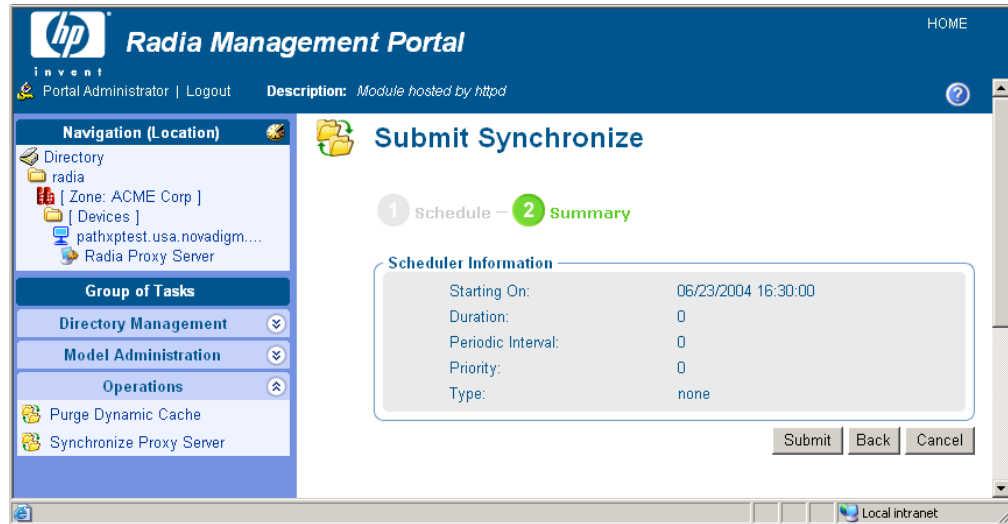 hp
invent
Radia Management Portal
HOME
Portal Administrator | Logout
Description: Module hosted by httpd
?
Navigation (Location)
Directory
radia
[ Zone: ACME Corp ]
[ Devices ]
pathxptest.usa.novadigm....
Radia Proxy Server
Group of Tasks
Directory Management
Model Administration
Operations
Purge Dynamic Cache
Synchronize Proxy Server
Submit Synchronize
1 Schedule – 2 Summary
Scheduler Information
Starting On: 06/23/2004 16:30:00
Duration: 0
Periodic Interval: 0
Priority: 0
Type: none
Submit Back Cancel
Local intranet